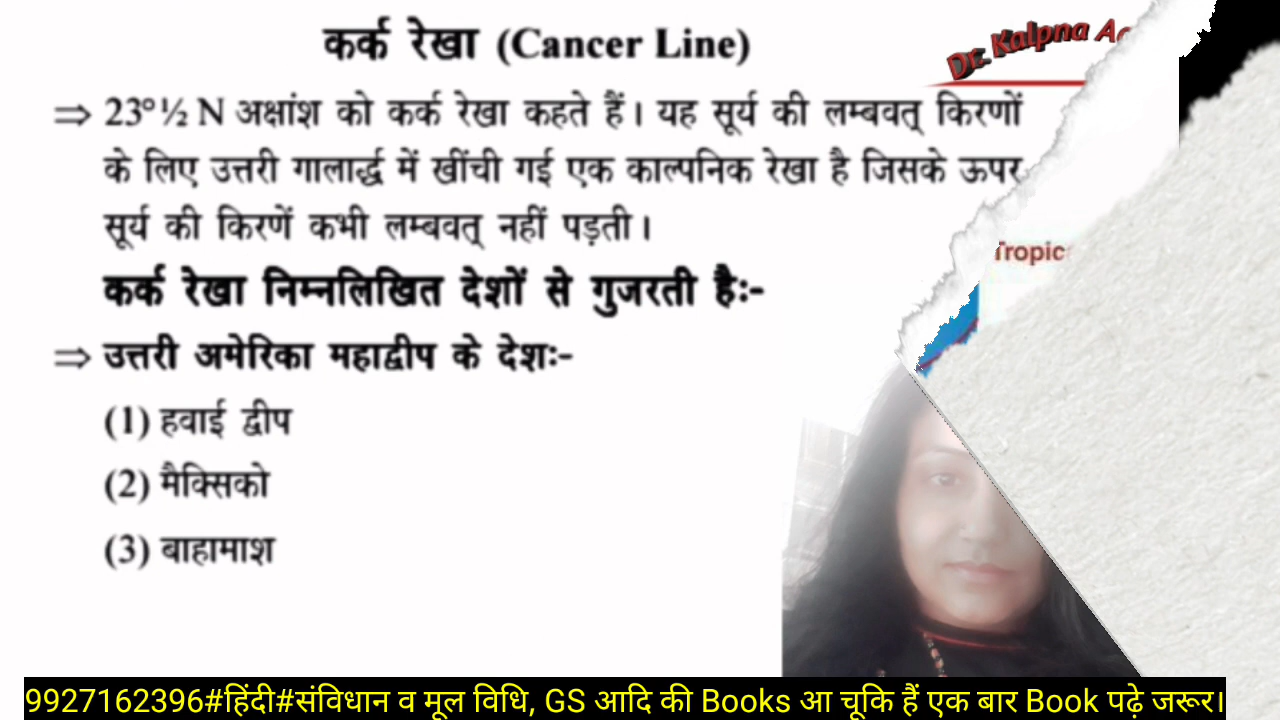 कर्क रेखा (Cancer Line)
Dr. Kalpna
⇒ 23°½ N अक्षांश को कर्क रेखा कहते हैं। यह सूर्य की लम्बवत् किरणों
के लिए उत्तरी गालार्द्ध में खींची गई एक काल्पनिक रेखा है जिसके ऊपर
सूर्य की किरणें कभी लम्बवत् नहीं पड़ती।
Tropic
कर्क रेखा निम्नलिखित देशों से गुजरती हैः-
⇒ उत्तरी अमेरिका महाद्वीप के देशः-
(1) हवाई द्वीप
(2) मैक्सिको
(3) बाहामाश
9927162396#हिंदी#संविधान व मूल विधि, GS आदि की Books आ चूकि हैं एक बार Book पढ़े जरूर।